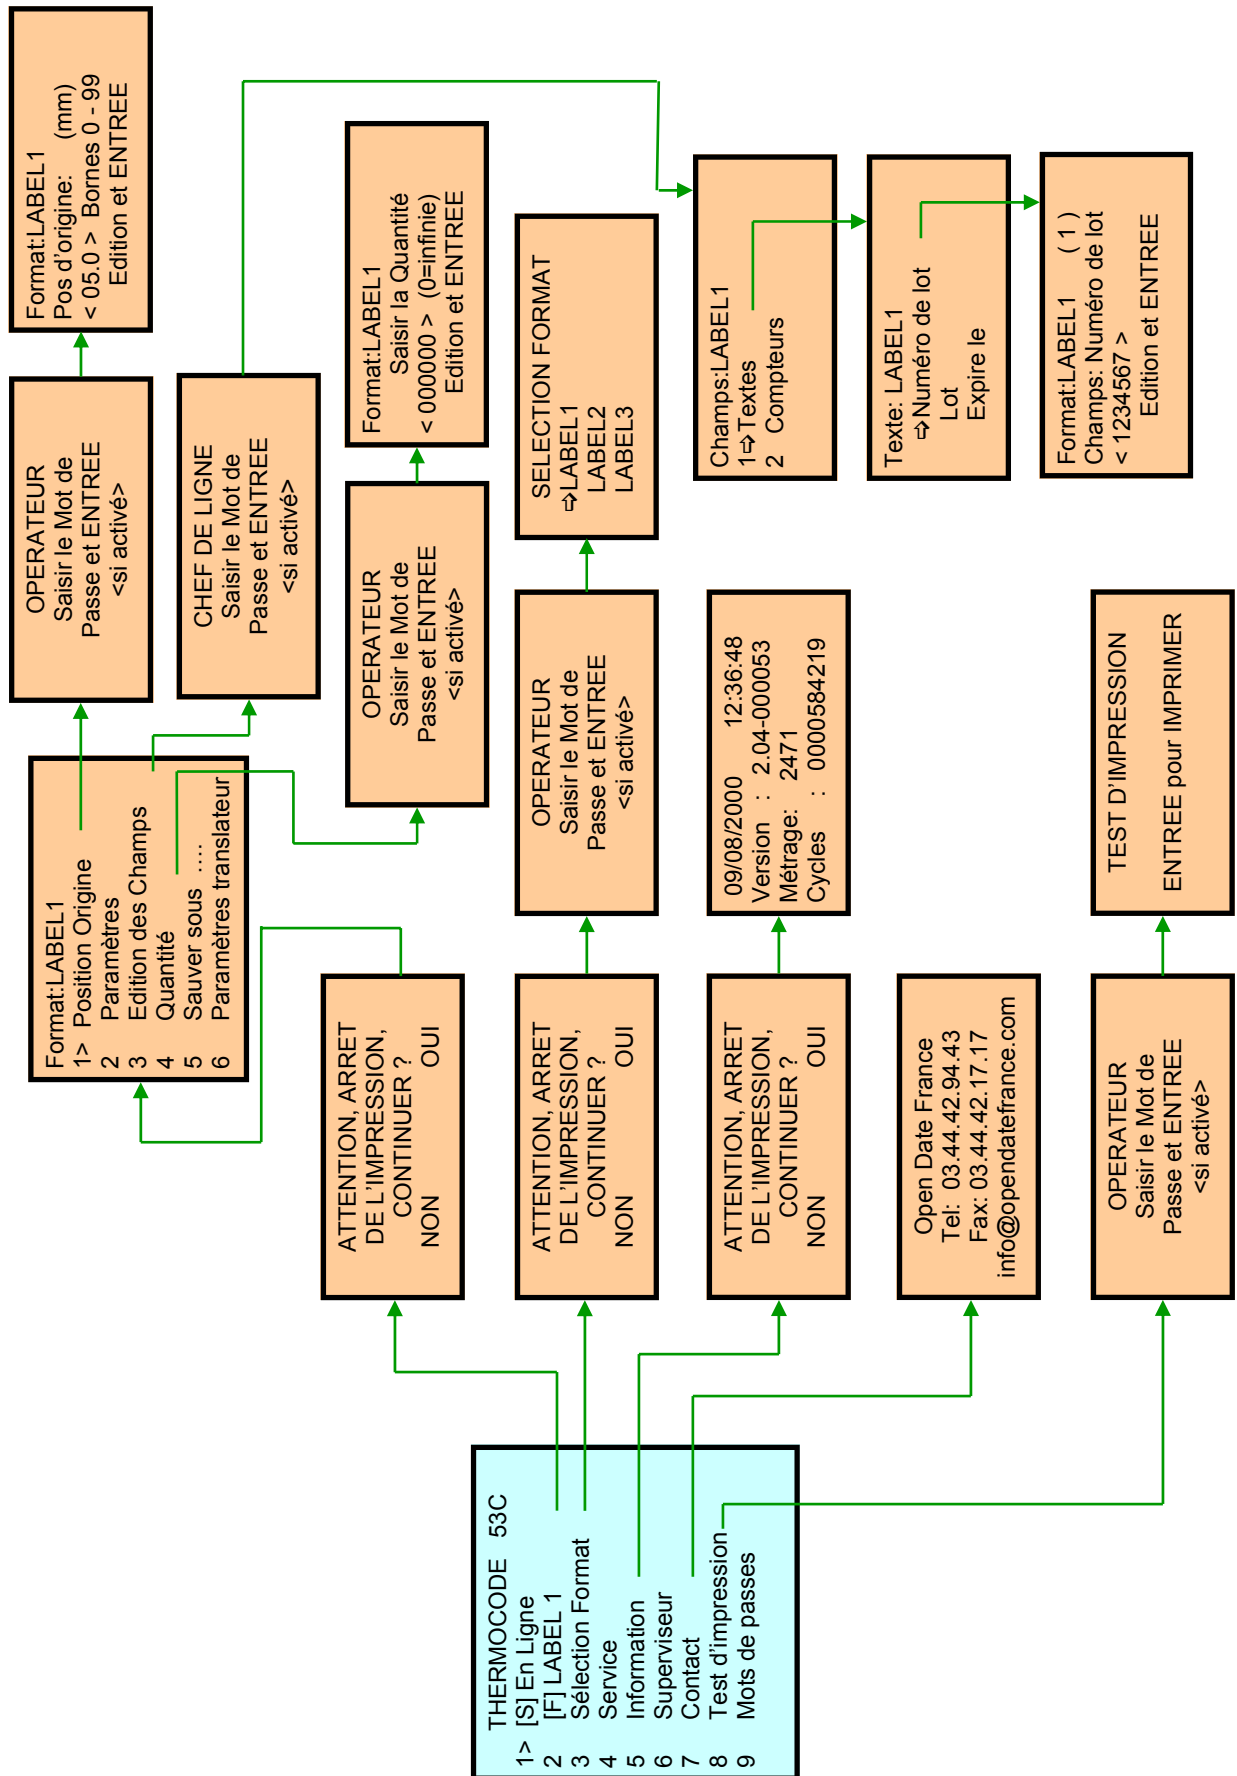 THERMOCODE 53C
1> [S] En Ligne
2 [F] LABEL 1
3 Sélection Format
4 Service
5 Information
6 Superviseur
7 Contact
8 Test d'impression
9 Mots de passes
ATTENTION, ARRET
DE L'IMPRESSION,
CONTINUER ?
NON OUI
Format:LABEL1
1> Position Origine
2 Paramètres
3 Edition des Champs
4 Quantité
5 Sauver sous ….
6 Paramètres translateur
OPERATEUR
Saisir le Mot de
Passe et ENTREE
<si activé>
Format:LABEL1
Pos d'origine: (mm)
< 05.0 > Bornes 0 - 99
Edition et ENTREE
CHEF DE LIGNE
Saisir le Mot de
Passe et ENTREE
<si activé>
OPERATEUR
Saisir le Mot de
Passe et ENTREE
<si activé>
Format:LABEL1
Saisir la Quantité
< 000000 > (0=infinie)
Edition et ENTREE
ATTENTION, ARRET
DE L'IMPRESSION,
CONTINUER ?
NON OUI
OPERATEUR
Saisir le Mot de
Passe et ENTREE
<si activé>
SELECTION FORMAT
⇨LABEL1
LABEL2
LABEL3
ATTENTION, ARRET
DE L'IMPRESSION,
CONTINUER ?
NON OUI
09/08/2000 12:36:48
Version : 2.04-000053
Métrage: 2471
Cycles : 0000584219
Champs:LABEL1
1⇨Textes
2 Compteurs
Texte: LABEL1
⇨Numéro de lot
Lot
Expire le
Format:LABEL1 ( 1 )
Champs: Numéro de lot
< 1234567 >
Edition et ENTREE
Open Date France
Tel: 03.44.42.94.43
Fax: 03.44.42.17.17
info@opendatefrance.com
OPERATEUR
Saisir le Mot de
Passe et ENTREE
<si activé>
TEST D'IMPRESSION
ENTREE pour IMPRIMER